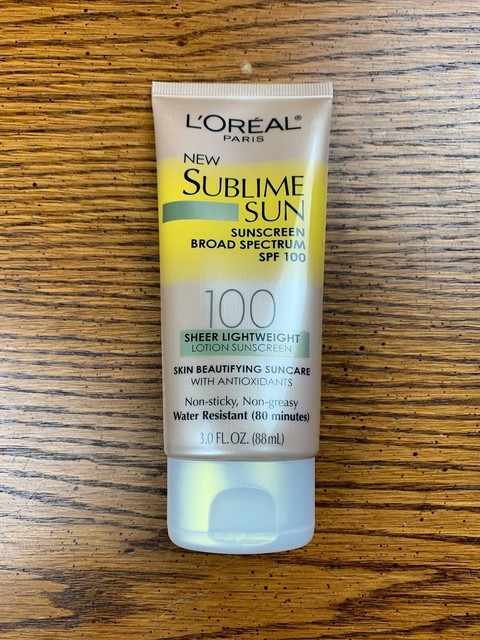 L'ORÉAL®
PARIS
NEW
SUBLIME
SUN
SUNSCREEN
BROAD SPECTRUM
SPF 100
100
SHEER LIGHTWEIGHT
LOTION SUNSCREEN
SKIN BEAUTIFYING SUNCARE
WITH ANTIOXIDANTS
Non-sticky, Non-greasy
Water Resistant (80 minutes)
3.0 FL. OZ. (88mL)